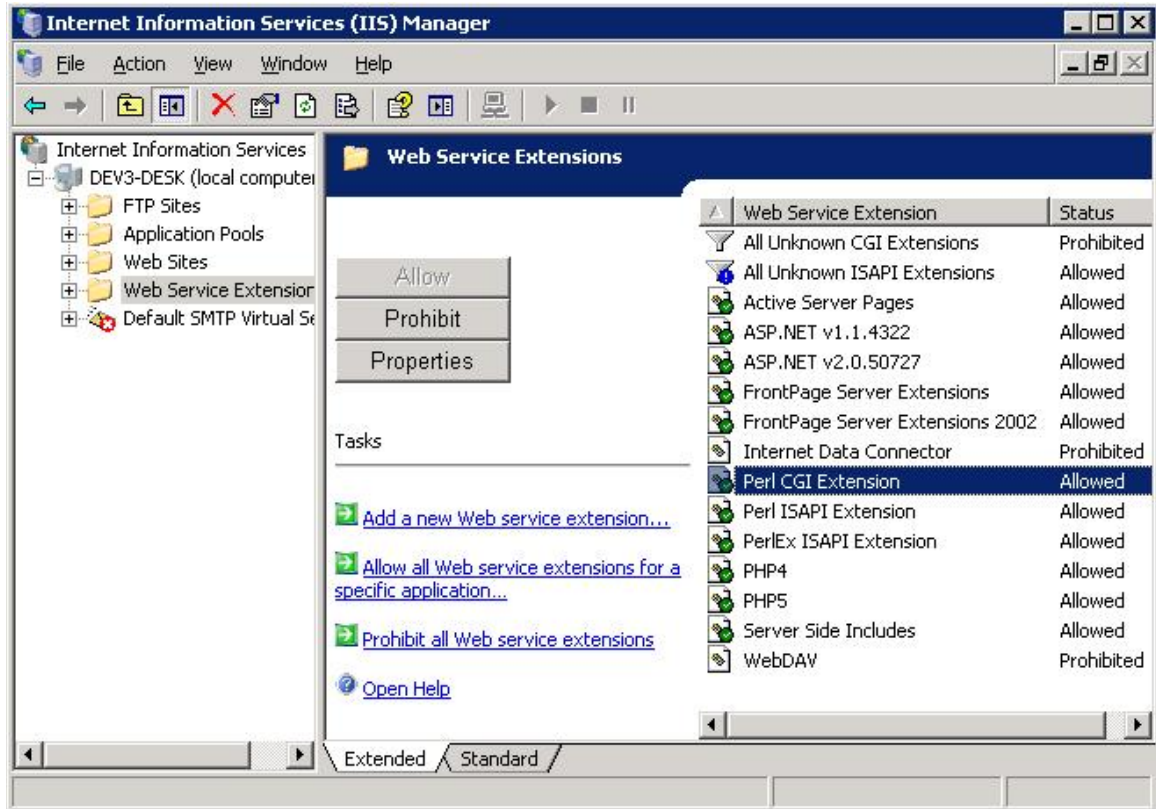 Internet Information Services (IIS) Manager
File Action View Window Help
Internet Information Services
DEV3-DESK (local computer
FTP Sites
Application Pools
Web Sites
Web Service Extension
Default SMTP Virtual Se
Web Service Extensions
Allow
Prohibit
Properties
Tasks
Add a new Web service extension...
Allow all Web service extensions for a
specific application...
Prohibit all Web service extensions
Open Help
Web Service Extension Status
All Unknown CGI Extensions Prohibited
All Unknown ISAPI Extensions Allowed
Active Server Pages Allowed
ASP.NET v1.1.4322 Allowed
ASP.NET v2.0.50727 Allowed
FrontPage Server Extensions Allowed
FrontPage Server Extensions 2002 Allowed
Internet Data Connector Prohibited
Perl CGI Extension Allowed
Perl ISAPI Extension Allowed
PerlEx ISAPI Extension Allowed
PHP4 Allowed
PHP5 Allowed
Server Side Includes Allowed
WebDAV Prohibited
Extended Standard